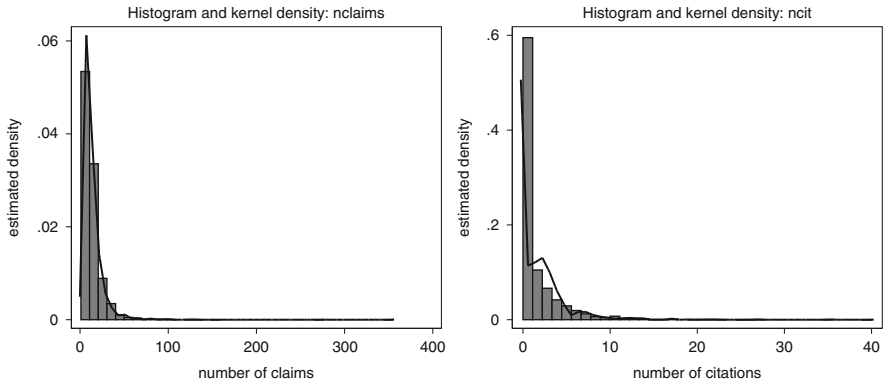 Histogram and kernel density: nclaims
.06
.04
.02
0
estimated density
0 100 200 300 400
number of claims
Histogram and kernel density: ncit
.6
.4
.2
0
estimated density
0 10 20 30 40
number of citations